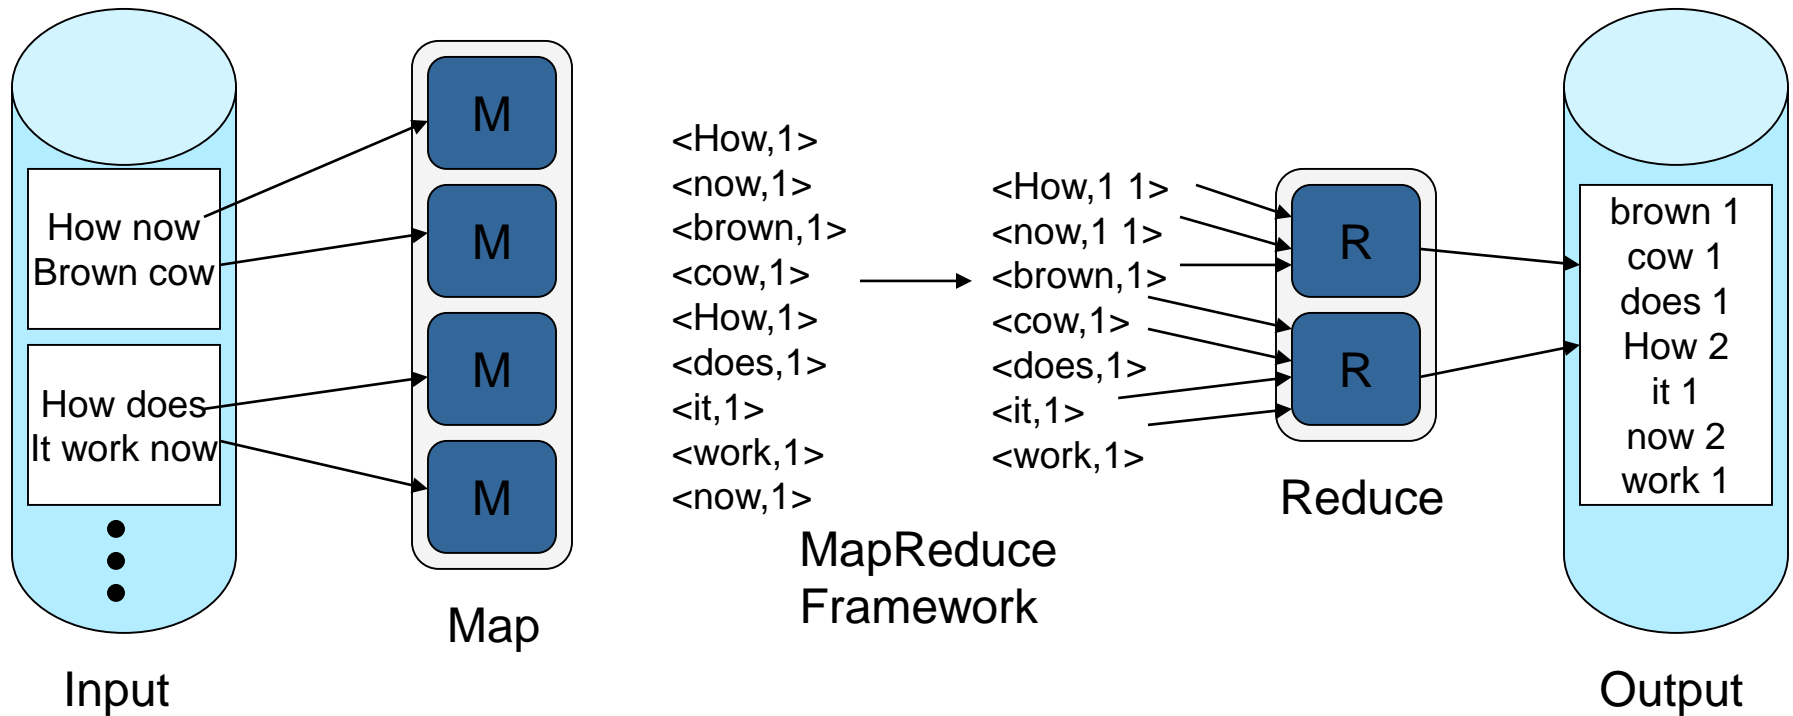 How now
Brown cow
How does
It work now
Input
M
M
M
M
Map
<How,1>
<now,1>
<brown,1>
<cow,1>
<How,1>
<does,1>
<it,1>
<work,1>
<now,1>
MapReduce
Framework
<How,1 1>
<now,1 1>
<brown,1>
<cow,1>
<does,1>
<it,1>
<work,1>
R
R
Reduce
brown 1
cow 1
does 1
How 2
it 1
now 2
work 1
Output